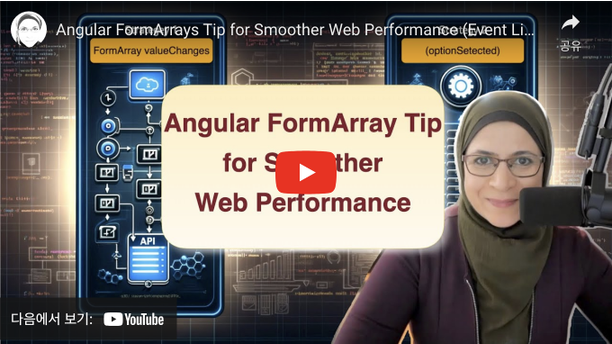 Angular FormArrays Tip for Smoother Web Performance (Event Li...
공유
FormArray valueChanges
(optionSetected)
API
Angular FormArray Tip
for S
ther
Web Performance
다음에서 보기: YouTube